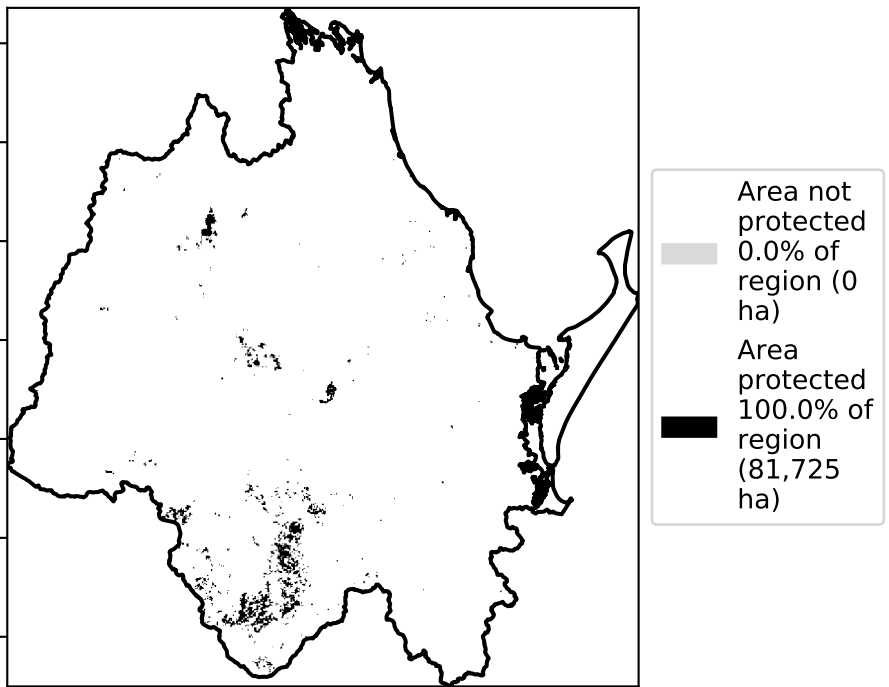 Area not
protected
0.0% of
region (0
ha)
Area
protected
100.0% of
region
(81,725
ha)